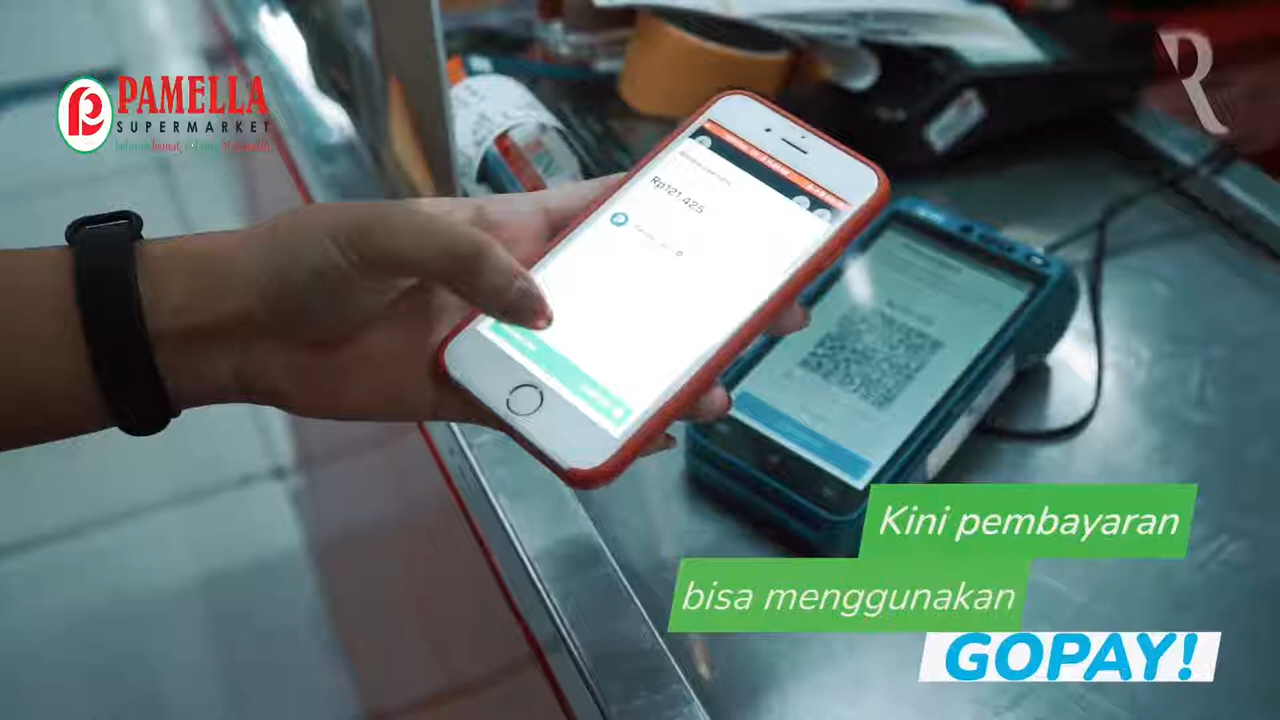 PAMELLA
SUPERMARKET
Rp121.425
Kini pembayaran
bisa menggunakan
GOPAY!